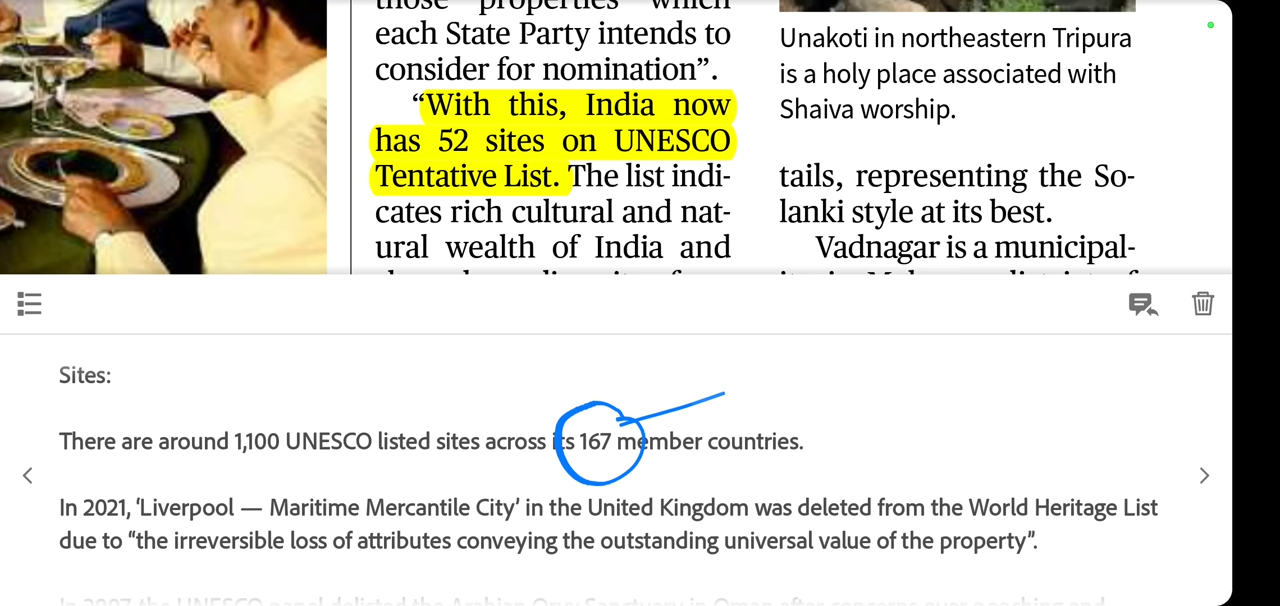 each State Party intends to
consider for nomination”.
“With this, India now
has 52 sites on UNESCO
Tentative List. The list indi-
cates rich cultural and nat-
ural wealth of India and
Unakoti in northeastern Tripura
is a holy place associated with
Shaiva worship.
tails, representing the So-
lanki style at its best.
Vadnagar is a municipal-
Sites:
There are around 1,100 UNESCO listed sites across its 167 member countries.
In 2021, ‘Liverpool — Maritime Mercantile City’ in the United Kingdom was deleted from the World Heritage List
due to “the irreversible loss of attributes conveying the outstanding universal value of the property”.